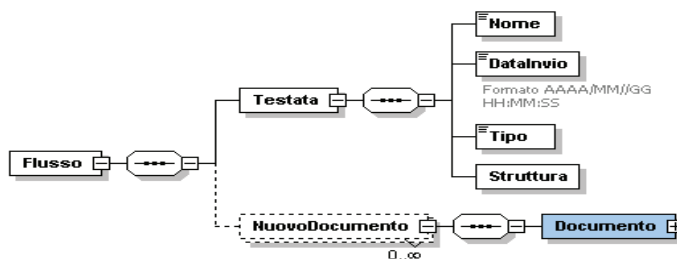 Nome
DataInvio
Formato AAAA/MM//GG
HH:MM:SS
Testata
Tipo
Flusso
Struttura
NuovoDocumento
Documento
0..∞